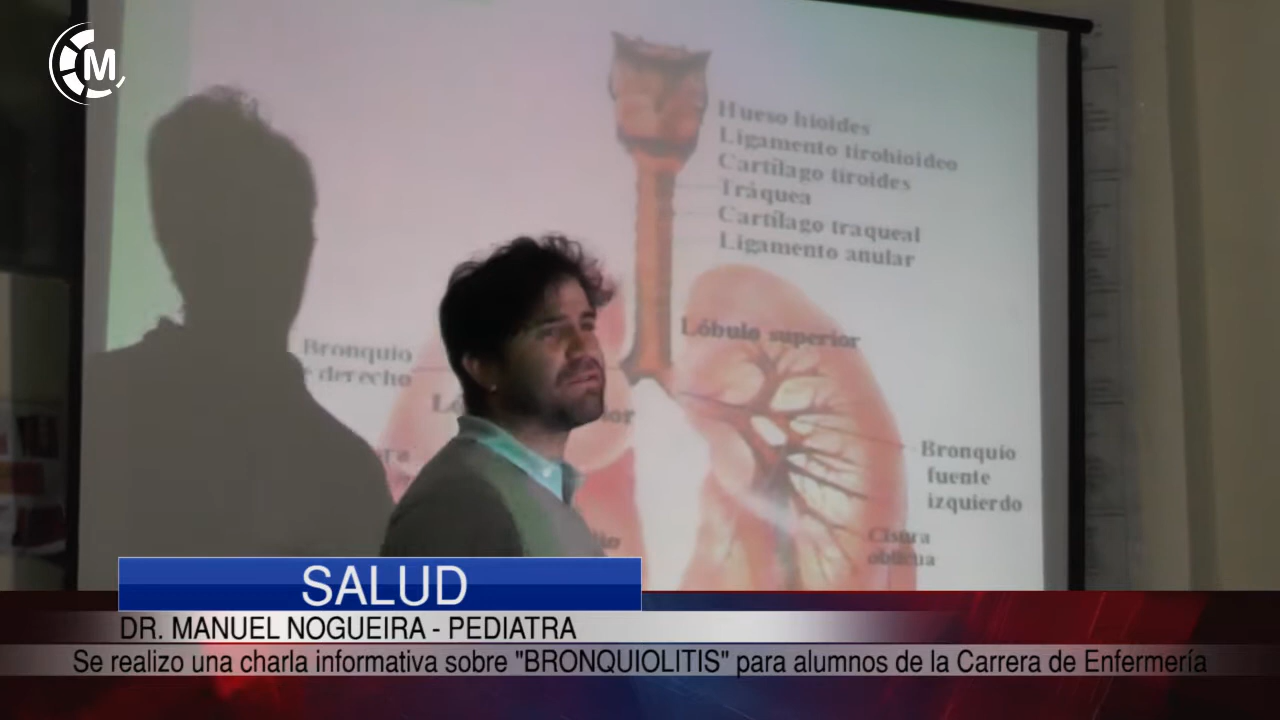 M
Hueso hioides
Ligamento tirohioideo
Cartílago tiroides
Tráquea
Cartílago traqueal
Ligamento anular
Lóbulo superior
Bronquio
derecho
Bronquio
fuente
izquierdo
Cisura
oblicua
SALUD
DR. MANUEL NOGUEIRA - PEDIATRA
Se realizo una charla informativa sobre "BRONQUIOLITIS" para alumnos de la Carrera de Enfermería